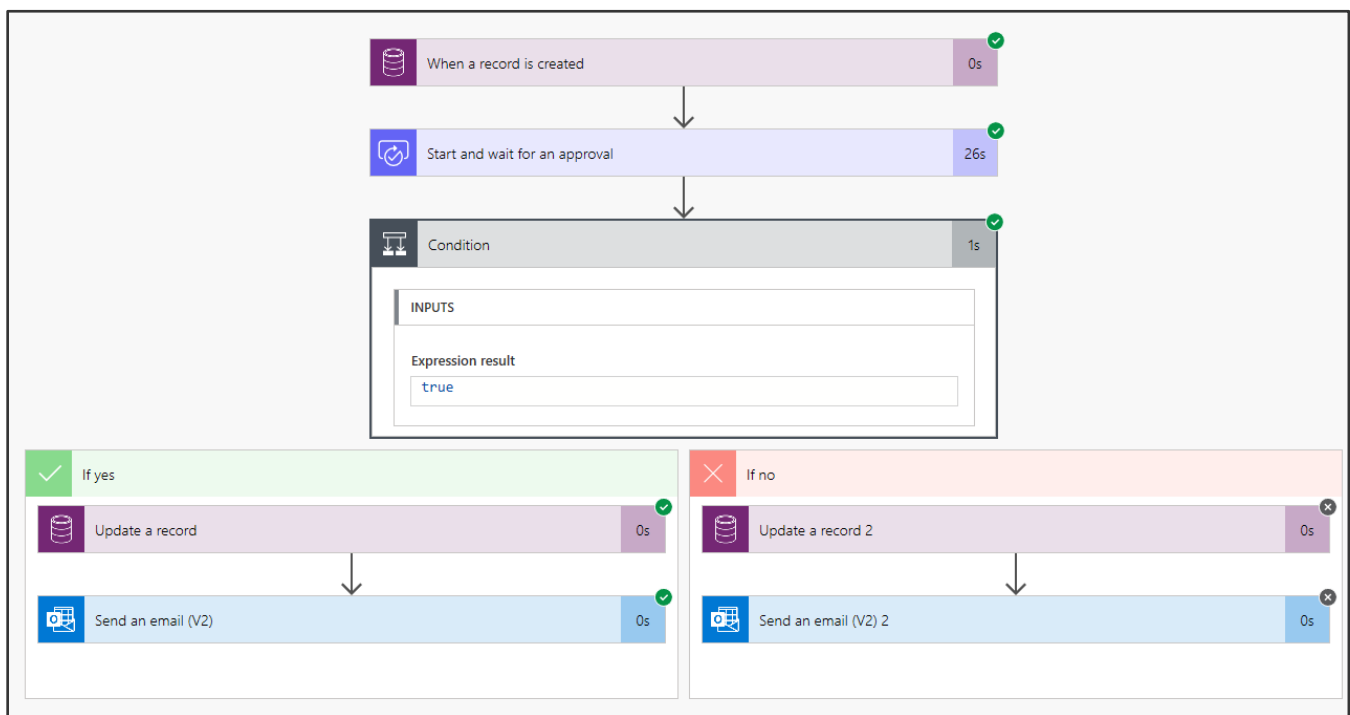 When a record is created
0s
Start and wait for an approval
26s
Condition
1s
INPUTS
Expression result
true
If yes
Update a record
0s
Send an email (V2)
0s
If no
Update a record 2
0s
Send an email (V2) 2
0s